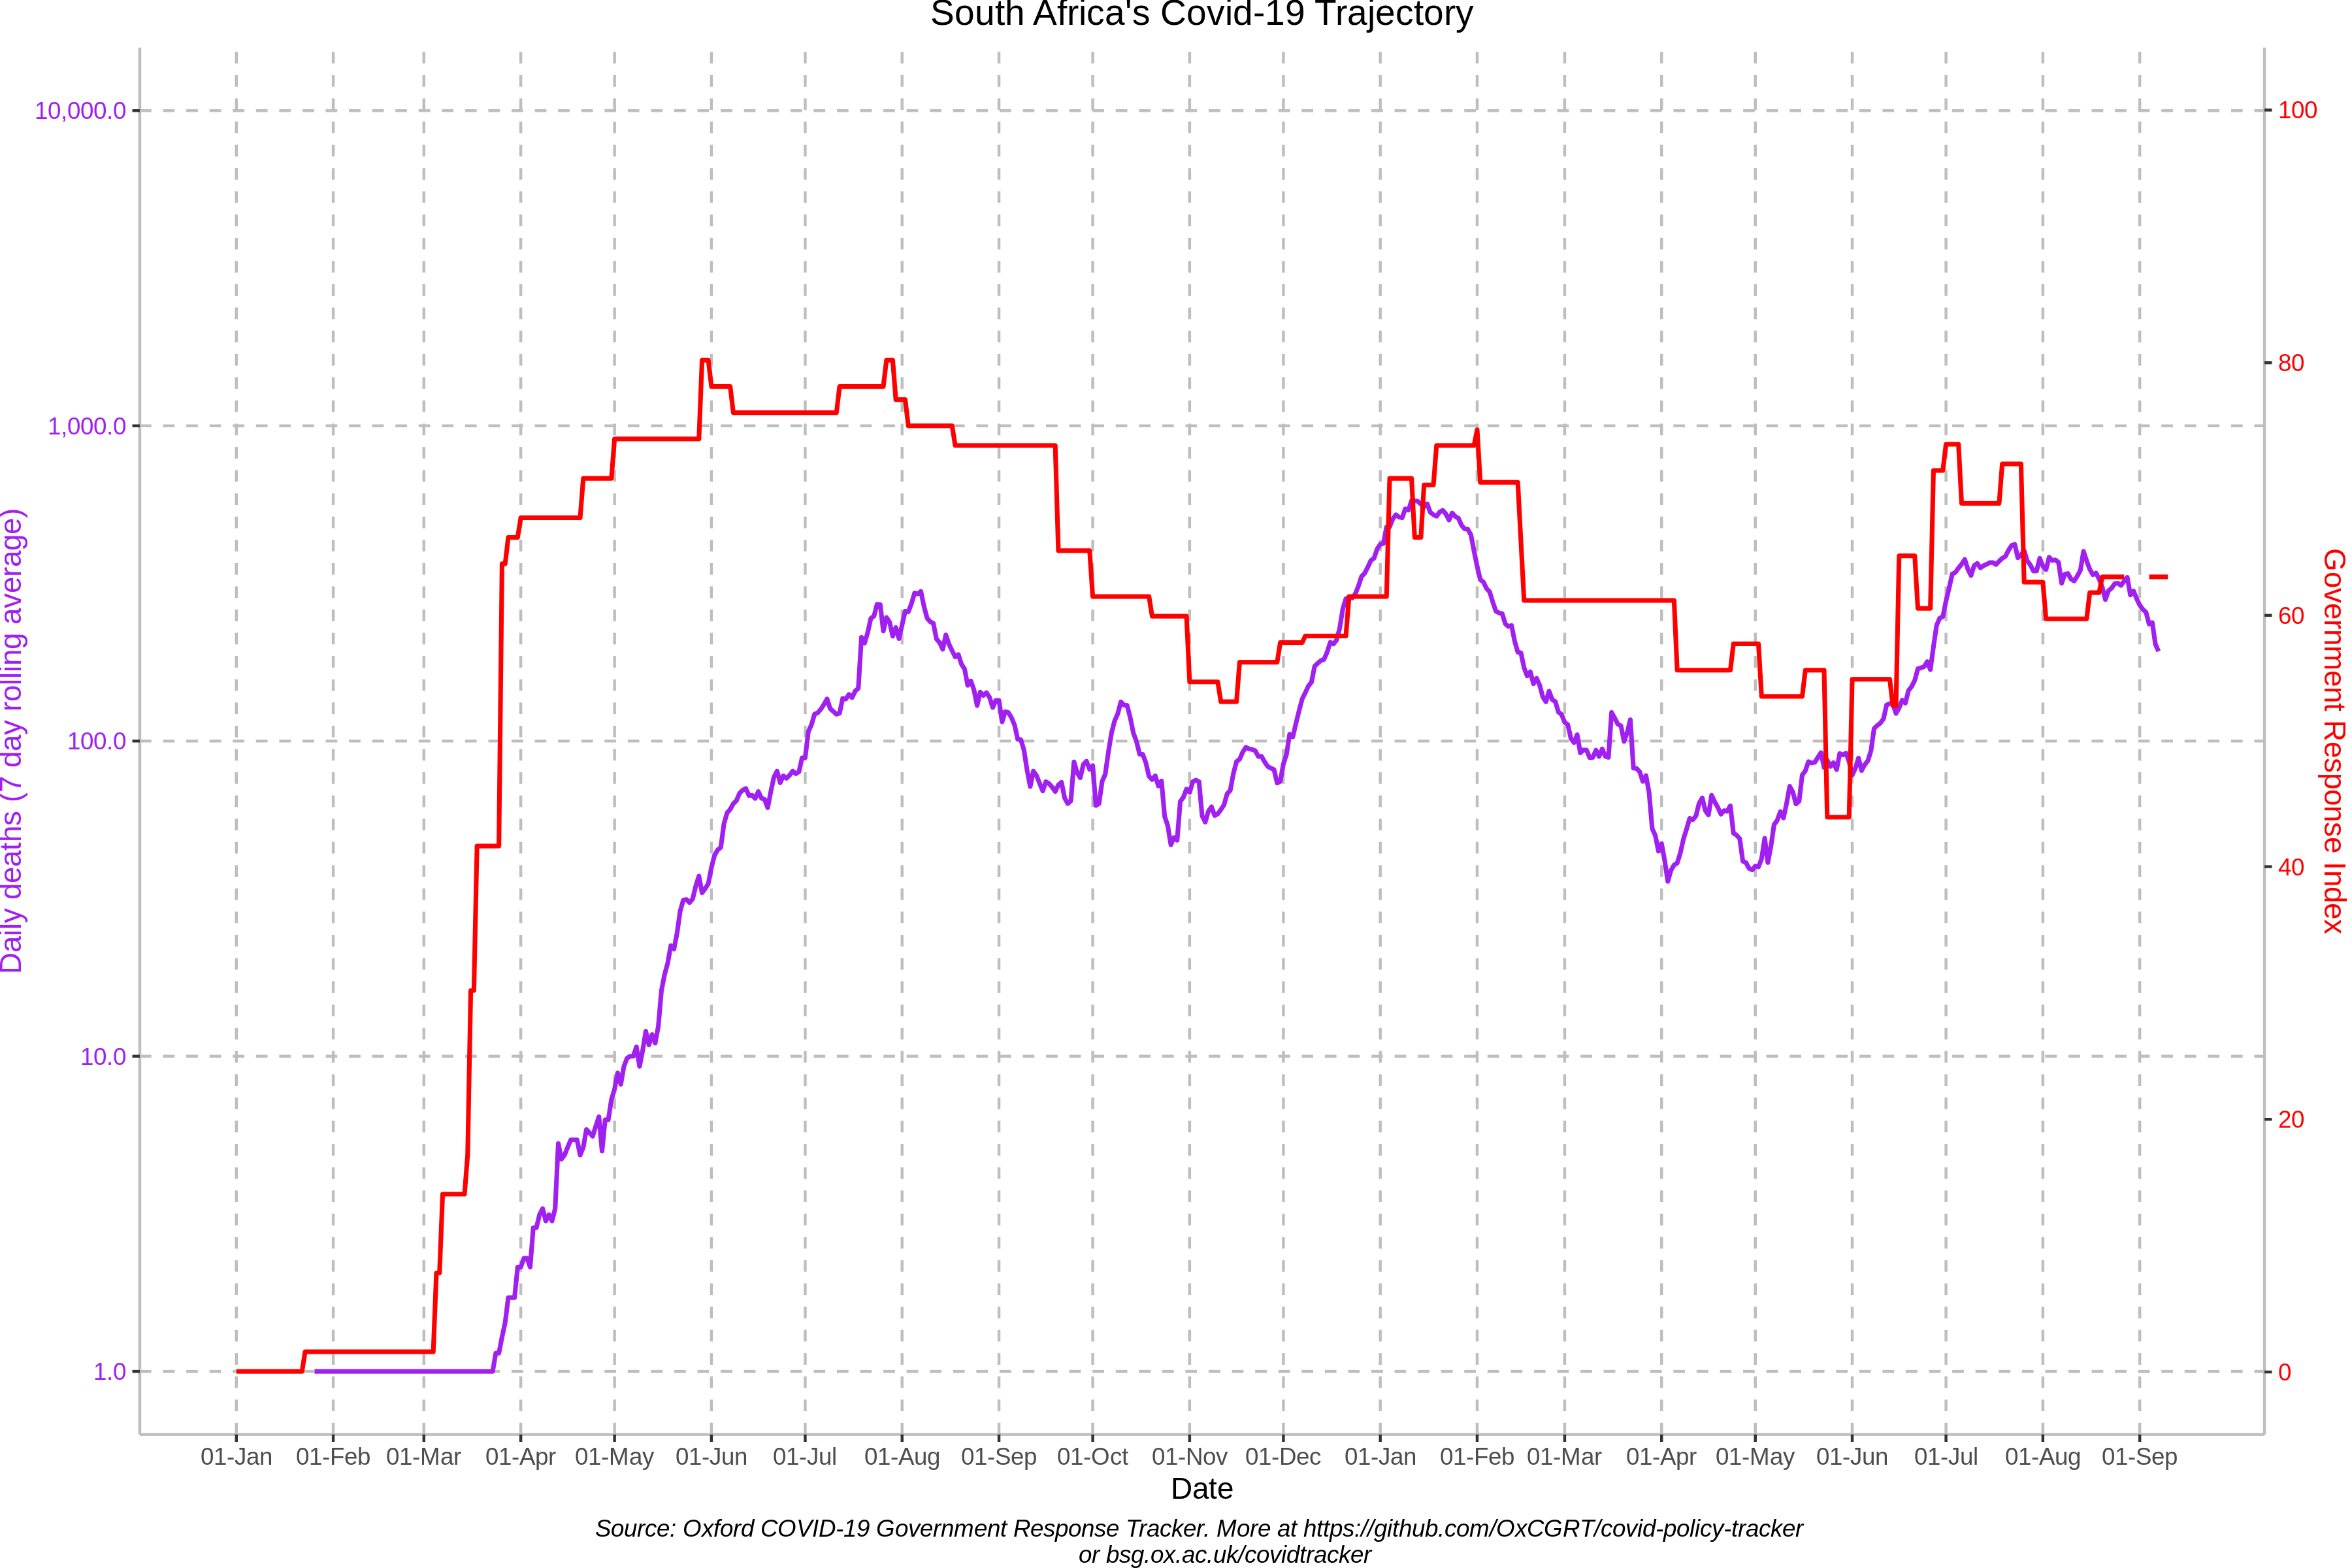 South Africa's Covid-19 Trajectory
10,000.0
1,000.0
100.0
10.0
1.0
Daily deaths (7 day rolling average)
100
80
60
40
20
0
Government Response Index
01-Jan 01-Feb 01-Mar 01-Apr 01-May 01-Jun 01-Jul 01-Aug 01-Sep 01-Oct 01-Nov 01-Dec 01-Jan 01-Feb 01-Mar 01-Apr 01-May 01-Jun 01-Jul 01-Aug 01-Sep
Date
Source: Oxford COVID-19 Government Response Tracker. More at https://github.com/OxCGRT/covid-policy-tracker
or bsg.ox.ac.uk/covidtracker